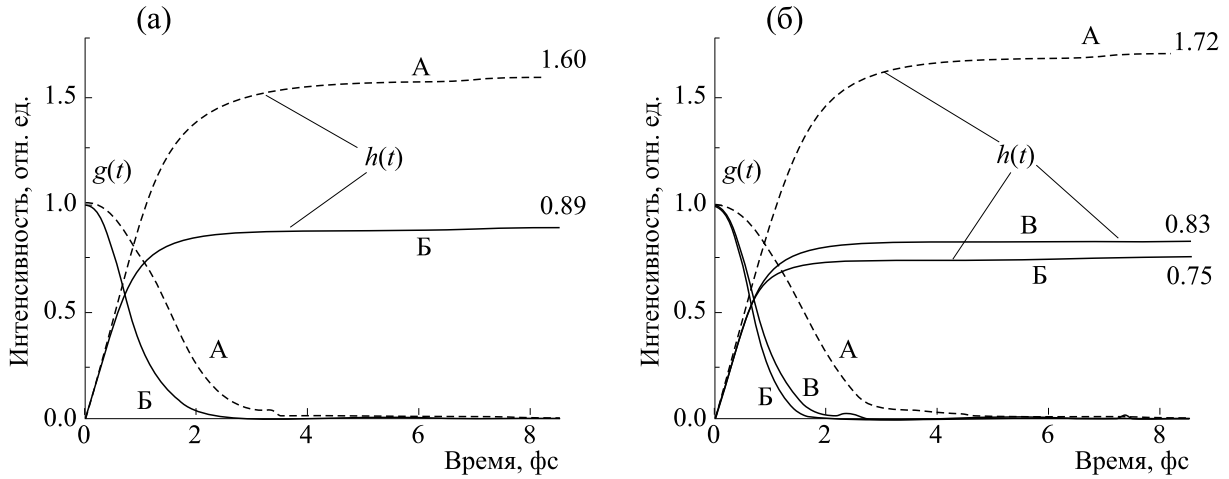 (а)
Интенсивность, отн. ед.
1.5
1.0
0.5
0.0
g(t)
А
1.60
h(t)
0.89
Б
А
Б
0
2
4
6
8
Время, фс
(б)
Интенсивность, отн. ед.
1.5
1.0
0.5
0.0
g(t)
А
1.72
h(t)
В
0.83
Б
0.75
А
В
Б
0
2
4
6
8
Время, фс